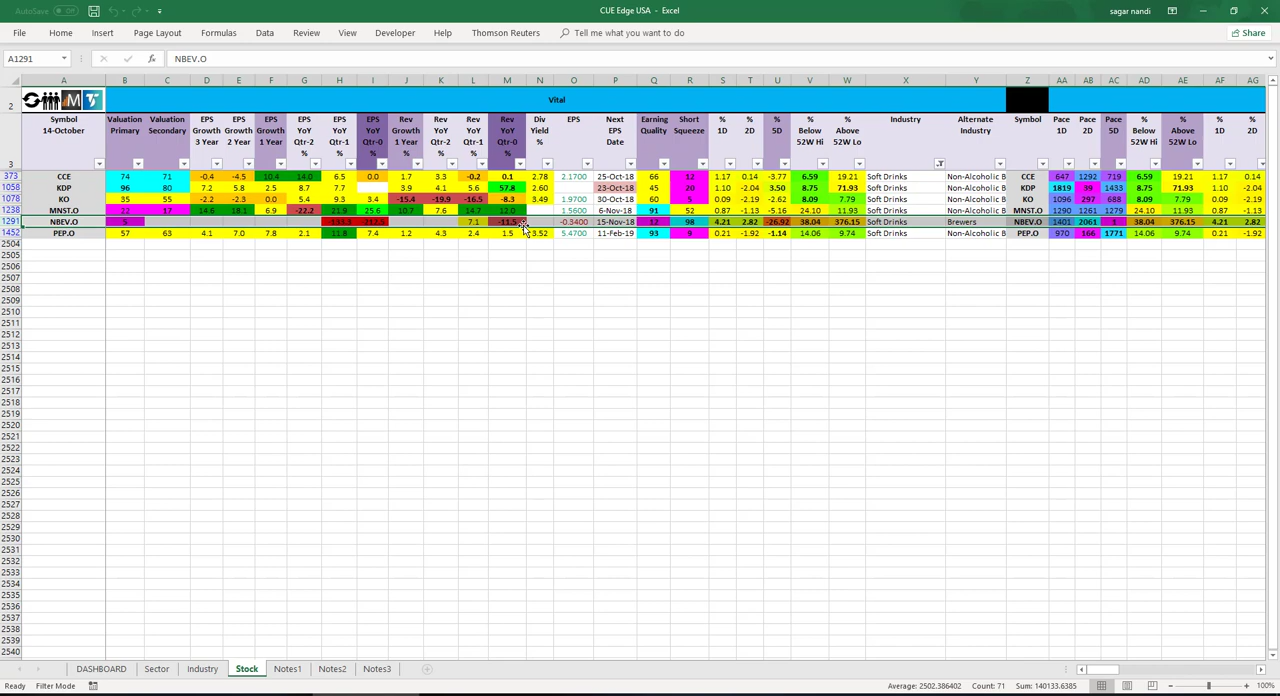 AutoSave Off
CUE Edge USA - Excel
sagar nandi
File Home Insert Page Layout Formulas Data Review View Developer Help Thomson Reuters Tell me what you want to do Share
A1291 fx NBEV.O
A B C D E F G H I J K L M N O P Q R S T U V W X Y Z AA AB AC AD AE AF AG
2 Vital
3 Symbol 14-October | Valuation Primary | Valuation Secondary | EPS Growth 3 Year | EPS Growth 2 Year | EPS Growth 1 Year | EPS YoY Qtr-2 % | EPS YoY Qtr-1 % | EPS YoY Qtr-0 % | Rev Growth 1 Year | Rev YoY Qtr-2 % | Rev YoY Qtr-1 % | Rev YoY Qtr-0 % | Div Yield % | EPS | Next EPS Date | Earning Quality | Short Squeeze | % 1D | % 2D | % 5D | % Below 52W Hi | % Above 52W Lo | Industry | Alternate Industry | Symbol | Pace 1D | Pace 2D | Pace 5D | % Below 52W Hi | % Above 52W Lo | % 1D | % 2D
373 CCE 74 71 -0.4 -4.5 10.4 14.0 6.5 0.0 1.7 3.3 -0.2 0.1 2.78 2.1700 25-Oct-18 66 12 1.17 0.14 -3.77 6.59 19.21 Soft Drinks Non-Alcoholic B CCE 647 1292 719 6.59 19.21 1.17 0.14
1058 KDP 96 80 7.2 5.8 2.5 8.7 7.7 3.9 4.1 5.6 57.8 2.60 23-Oct-18 45 20 1.10 -2.04 3.50 8.75 71.93 Soft Drinks Non-Alcoholic B KDP 1819 39 1433 8.75 71.93 1.10 -2.04
1078 KO 35 55 -2.2 -2.3 0.0 5.4 9.3 3.4 -15.4 -19.9 -16.5 -8.3 3.49 1.9700 30-Oct-18 60 5 0.09 -2.19 -2.62 8.09 7.79 Soft Drinks Non-Alcoholic B KO 1096 297 688 8.09 7.79 0.09 -2.19
1238 MNST.O 22 17 14.6 18.1 6.9 -22.2 21.9 25.6 10.7 7.6 14.7 12.0 1.5600 6-Nov-18 91 52 0.87 -1.13 -5.16 24.10 11.93 Soft Drinks Non-Alcoholic B MNST.O 1290 1261 1279 24.10 11.93 0.87 -1.13
1291 NBEV.O 5 7.1 -11.5 -0.3400 15-Nov-18 12 98 4.21 2.82 -26.92 38.04 376.15 Soft Drinks Brewers NBEV.O 1401 2061 1 38.04 376.15 4.21 2.82
1452 PEP.O 57 63 4.1 7.0 7.8 2.1 11.8 7.4 1.2 4.3 2.4 1.5 3.52 5.4700 11-Feb-19 93 9 0.21 -1.92 -1.14 14.06 9.74 Soft Drinks Non-Alcoholic B PEP.O 970 166 1771 14.06 9.74 0.21 -1.92
2504
2505
2506
2507
2508
2509
2510
2511
2512
2513
2514
2515
2516
2517
2518
2519
2520
2521
2522
2523
2524
2525
2526
2527
2528
2529
2530
2531
2532
2533
2534
2535
2536
2537
2538
2539
2540
DASHBOARD Sector Industry Stock Notes1 Notes2 Notes3
Ready Filter Mode Average: 2502.386402 Count: 71 Sum: 140133.6385 100%